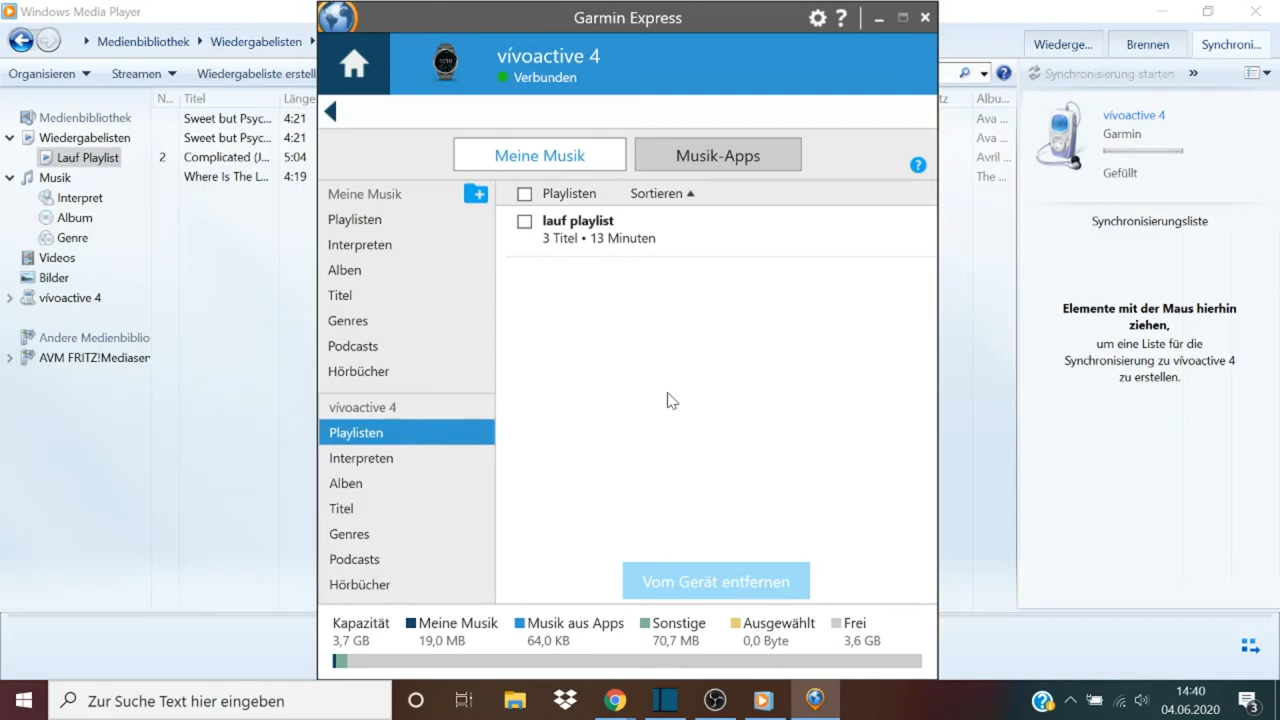 Windows Media Player
Medienbibliothek
Wiedergabelisten
Organisieren
Streamen
Wiedergabeliste erstell
Medienbibliothek
Wiedergabelisten
Lauf Playlist
Musik
Interpret
Album
Genre
Videos
Bilder
vívoactive 4
Andere Medienbiblio
AVM FRITZ!Mediaser
N... Titel Länge
Sweet but Psyc... 4:21
Sweet but Psyc... 4:21
2 Complicated (J... 5:04
Where Is The L... 4:19
Garmin Express
vívoactive 4
Verbunden
Meine Musik
Musik-Apps
Meine Musik
Playlisten
Interpreten
Alben
Titel
Genres
Podcasts
Hörbücher
vívoactive 4
Playlisten
Interpreten
Alben
Titel
Genres
Podcasts
Hörbücher
Playlisten Sortieren
lauf playlist
3 Titel • 13 Minuten
Vom Gerät entfernen
Kapazität Meine Musik Musik aus Apps Sonstige Ausgewählt Frei
3,7 GB 19,0 MB 64,0 KB 70,7 MB 0,0 Byte 3,6 GB
Wiederge...
Brennen
Synchroni...
Synchronisierung starten »
tz Albu...
Ava ...
Ava ...
Avril ...
The ...
vívoactive 4
Garmin
Gefüllt
Synchronisierungsliste
Elemente mit der Maus hierhin
ziehen,
um eine Liste für die
Synchronisierung zu vívoactive 4
zu erstellen.
Zur Suche Text hier eingeben
14:40
04.06.2020
3